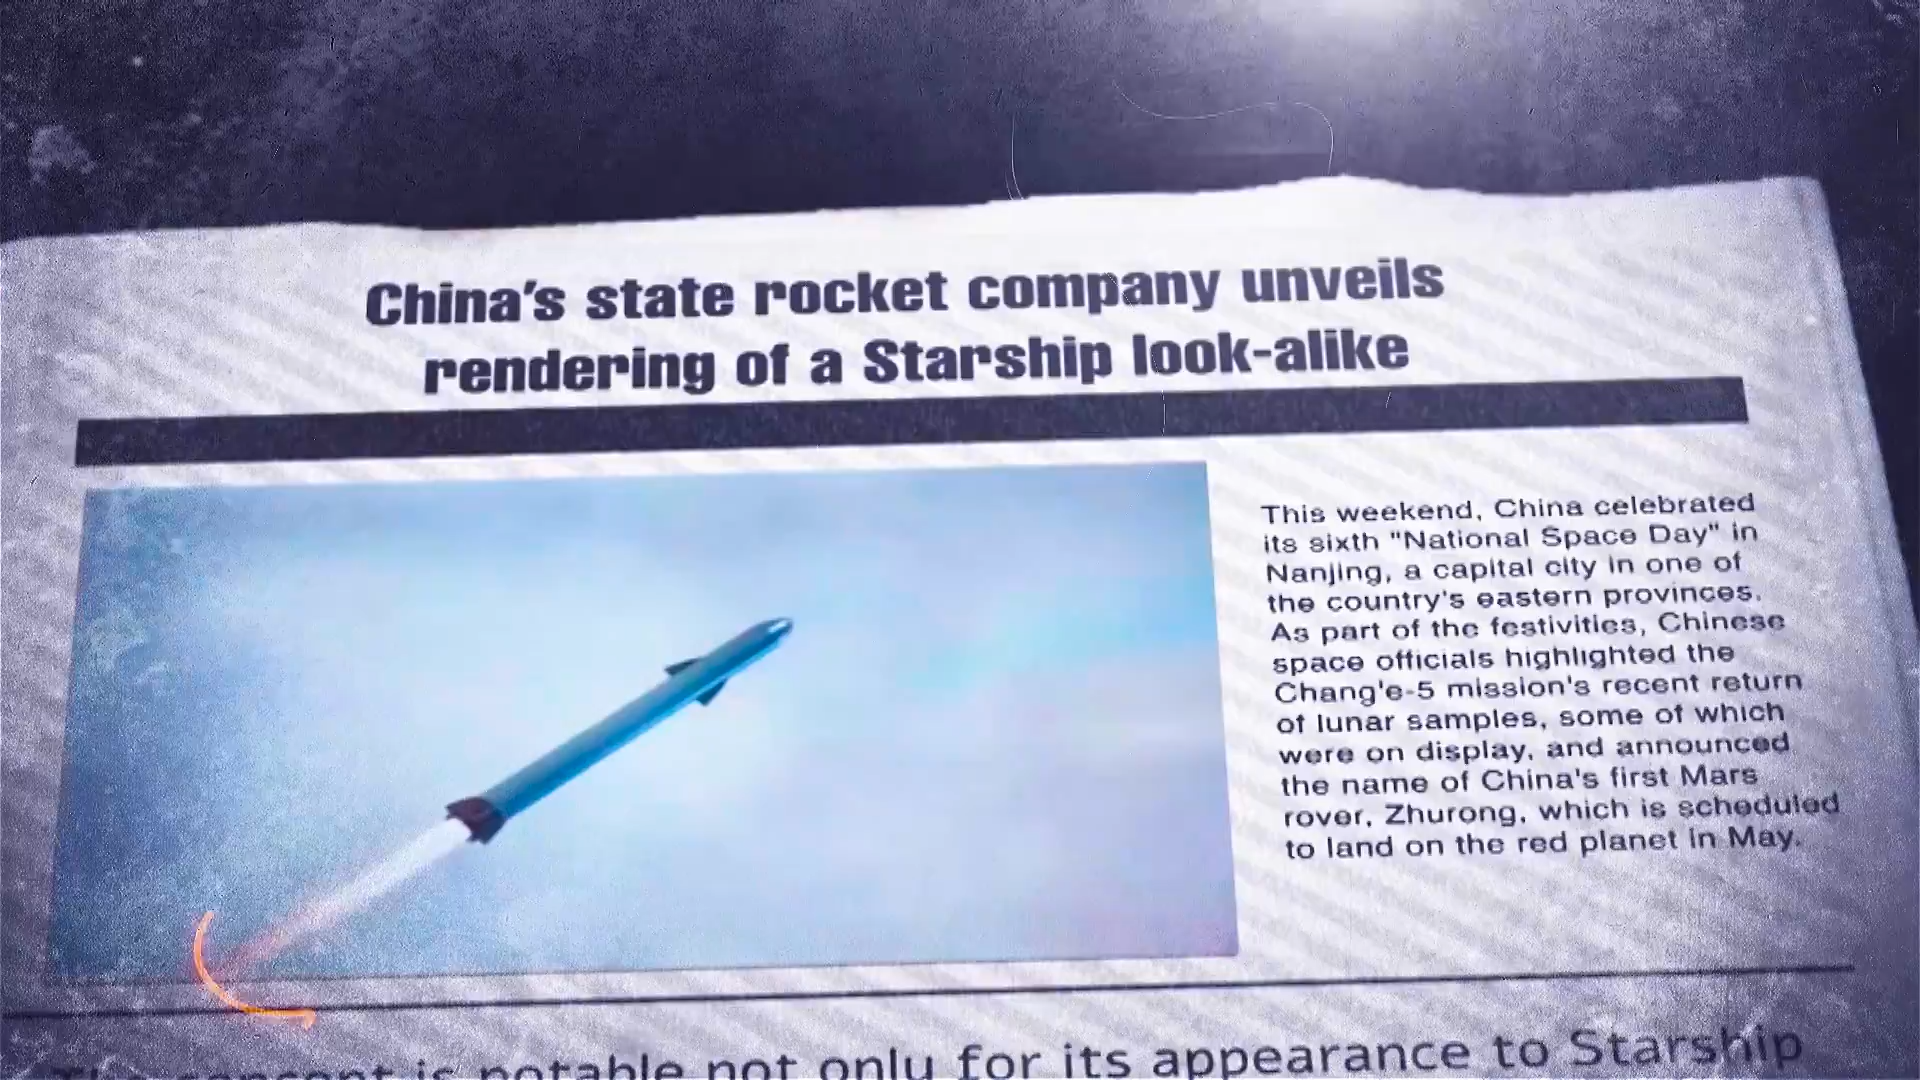 China's state rocket company unveils
rendering of a Starship look-alike
This weekend, China celebrated
its sixth "National Space Day" in
Nanjing, a capital city in one of
the country's eastern provinces.
As part of the festivities, Chinese
space officials highlighted the
Chang'e-5 mission's recent return
of lunar samples, some of which
were on display, and announced
the name of China's first Mars
rover, Zhurong, which is scheduled
to land on the red planet in May.
concept is notable not only for its appearance to Starship